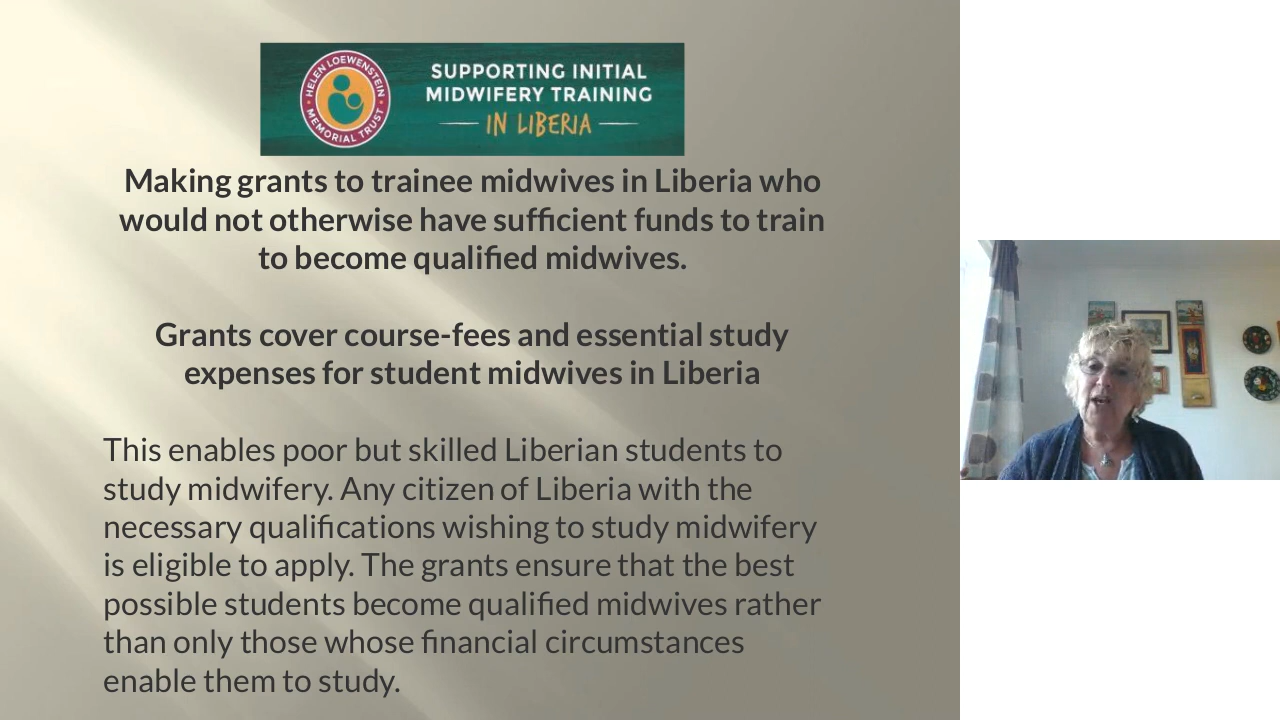 HELEN LOEWENSTEIN
MEMORIAL TRUST
SUPPORTING INITIAL
MIDWIFERY TRAINING
IN LIBERIA
Making grants to trainee midwives in Liberia who
would not otherwise have sufficient funds to train
to become qualified midwives.
Grants cover course-fees and essential study
expenses for student midwives in Liberia
This enables poor but skilled Liberian students to
study midwifery. Any citizen of Liberia with the
necessary qualifications wishing to study midwifery
is eligible to apply. The grants ensure that the best
possible students become qualified midwives rather
than only those whose financial circumstances
enable them to study.